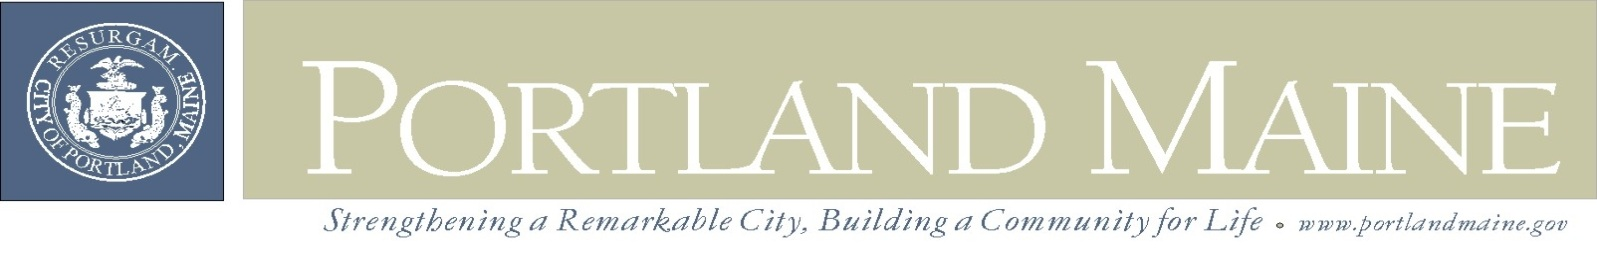 RESURGAM.
CITY OF PORTLAND, MAINE
PORTLAND MAINE
Strengthening a Remarkable City, Building a Community for Life • www.portlandmaine.gov